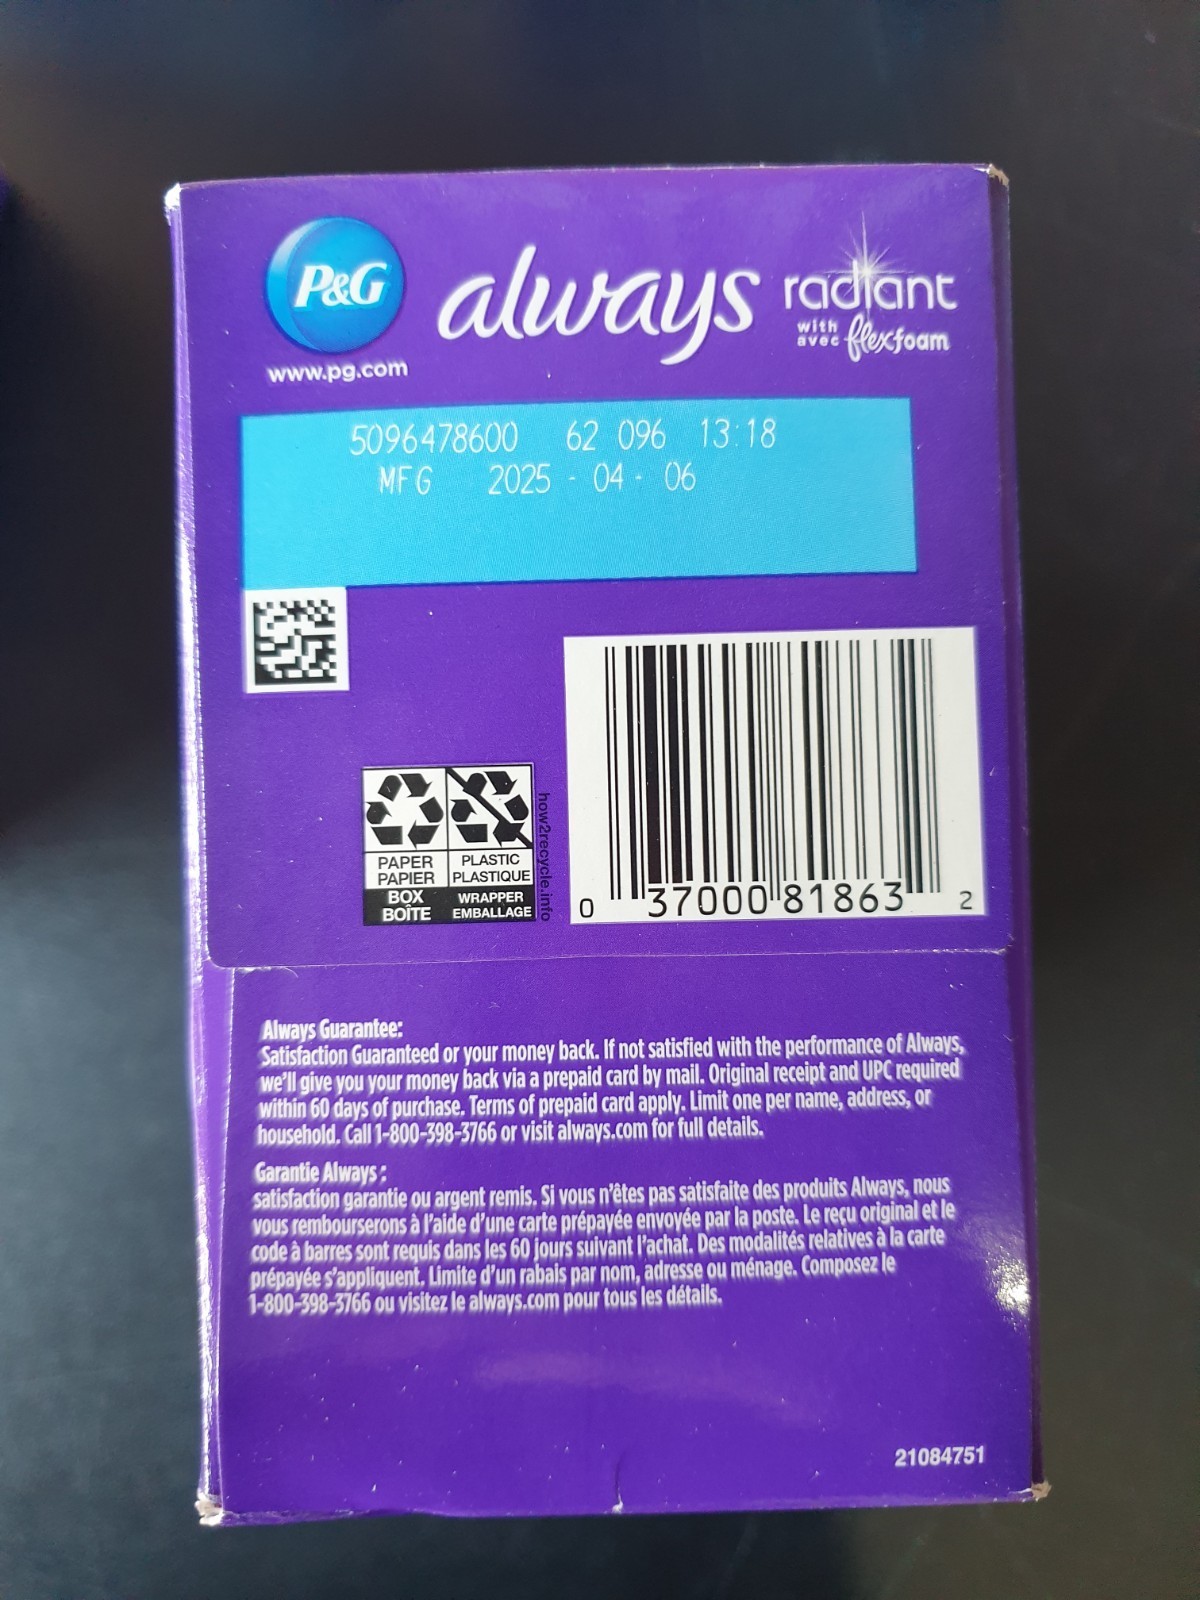 P&G
www.pg.com
always
radiant
with
avec
flexfoam
5096478600 62 096 13:18
MFG 2025 - 04 - 06
PAPER
PAPIER
BOX
BOÎTE
PLASTIC
PLASTIQUE
WRAPPER
EMBALLAGE
how2recycle.info
0 37000 81863 2
Always Guarantee:
Satisfaction Guaranteed or your money back. If not satisfied with the performance of Always,
we'll give you your money back via a prepaid card by mail. Original receipt and UPC required
within 60 days of purchase. Terms of prepaid card apply. Limit one per name, address, or
household. Call 1-800-398-3766 or visit always.com for full details.
Garantie Always :
satisfaction garantie ou argent remis. Si vous n'êtes pas satisfaite des produits Always, nous
vous rembourserons à l'aide d'une carte prépayée envoyée par la poste. Le reçu original et le
code à barres sont requis dans les 60 jours suivant l'achat. Des modalités relatives à la carte
prépayée s'appliquent. Limite d'un rabais par nom, adresse ou ménage. Composez le
1-800-398-3766 ou visitez le always.com pour tous les détails.
21084751